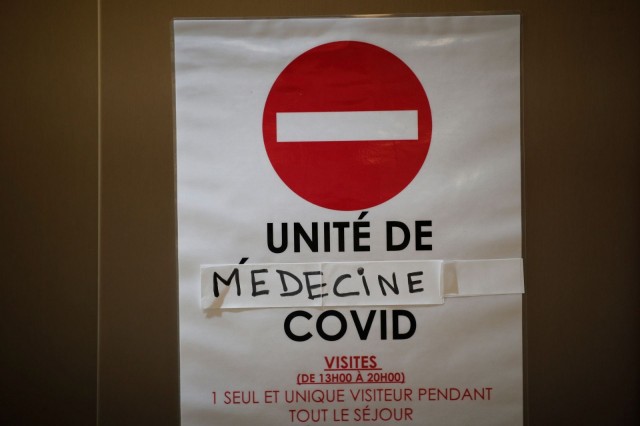 UNITÉ DE
MÉDECINE
COVID
VISITES
(DE 13H00 À 20H00)
1 SEUL ET UNIQUE VISITEUR PENDANT
TOUT LE SÉJOUR